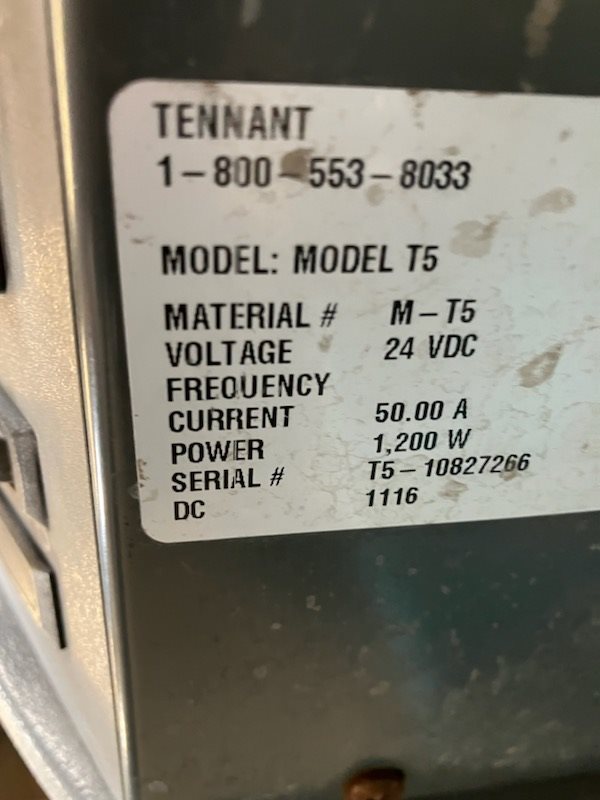 TENNANT
1-800-553-8033
MODEL: MODEL T5
MATERIAL # M-T5
VOLTAGE 24 VDC
FREQUENCY
CURRENT 50.00 A
POWER 1,200 W
SERIAL # T5-10827266
DC 1116